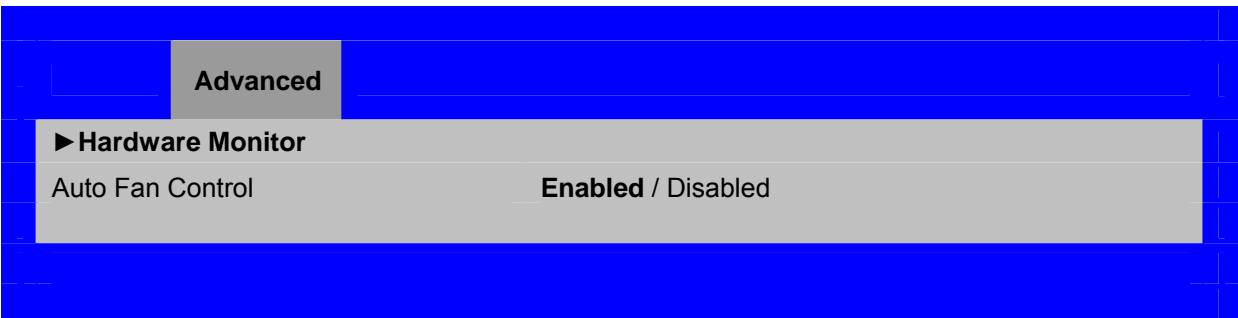 Advanced
►Hardware Monitor
Auto Fan Control Enabled / Disabled